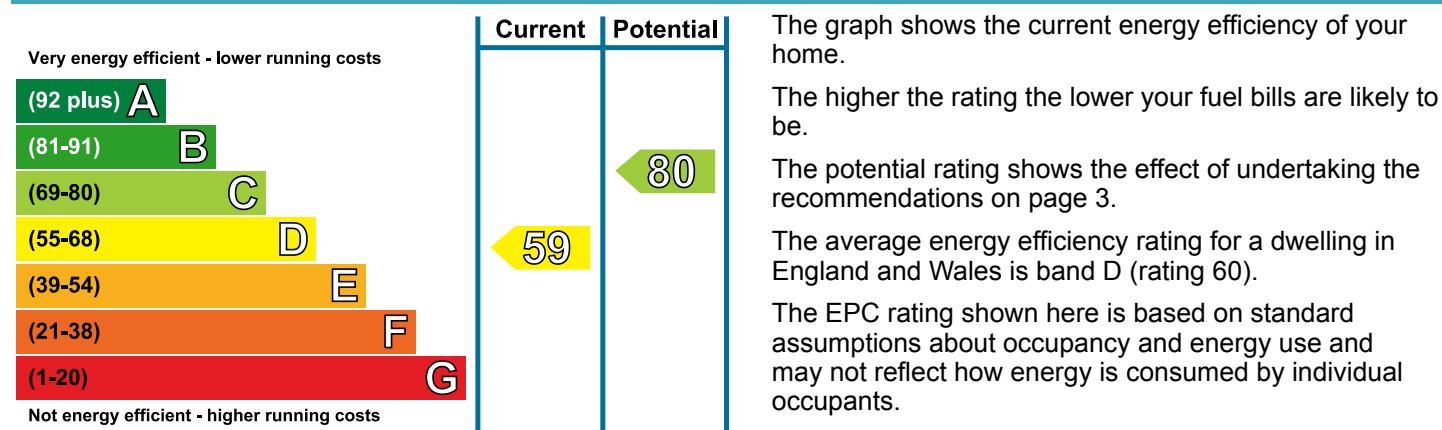 Current Potential
Very energy efficient - lower running costs
(92 plus) A
(81-91) B
(69-80) C
(55-68) D
(39-54) E
(21-38) F
(1-20) G
Not energy efficient - higher running costs
80
59
The graph shows the current energy efficiency of your
home.
The higher the rating the lower your fuel bills are likely to
be.
The potential rating shows the effect of undertaking the
recommendations on page 3.
The average energy efficiency rating for a dwelling in
England and Wales is band D (rating 60).
The EPC rating shown here is based on standard
assumptions about occupancy and energy use and
may not reflect how energy is consumed by individual
occupants.